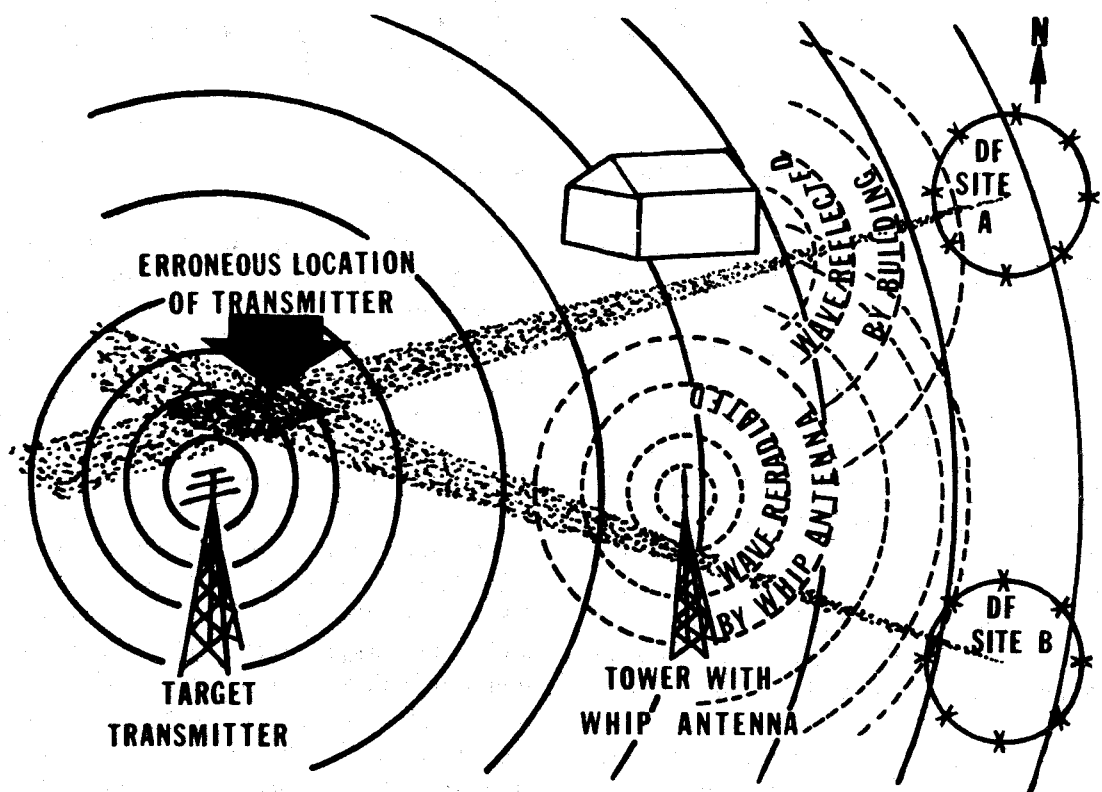 N
DF
SITE
A
WAVE REFLECTED
BY BUILDING
ERRONEOUS LOCATION
OF TRANSMITTER
WAVE RERADIATED
BY WHIP ANTENNA
DF
SITE B
TOWER WITH
WHIP ANTENNA
TARGET
TRANSMITTER